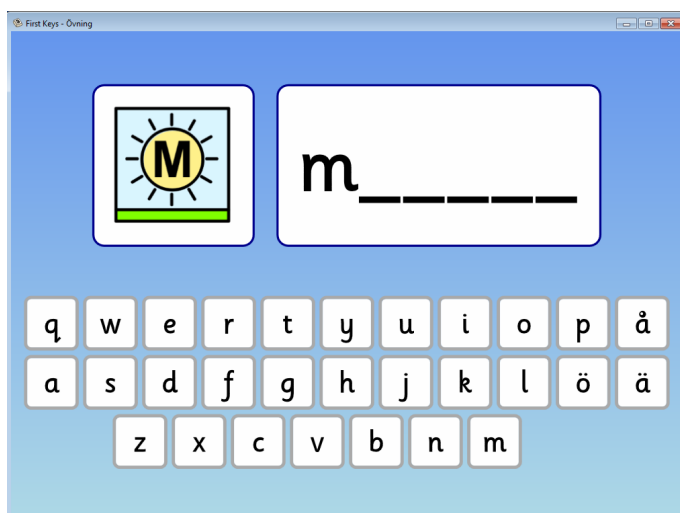 First Keys - Övning
M
m_____
q w e r t y u i o p å
a s d f g h j k l ö ä
z x c v b n m